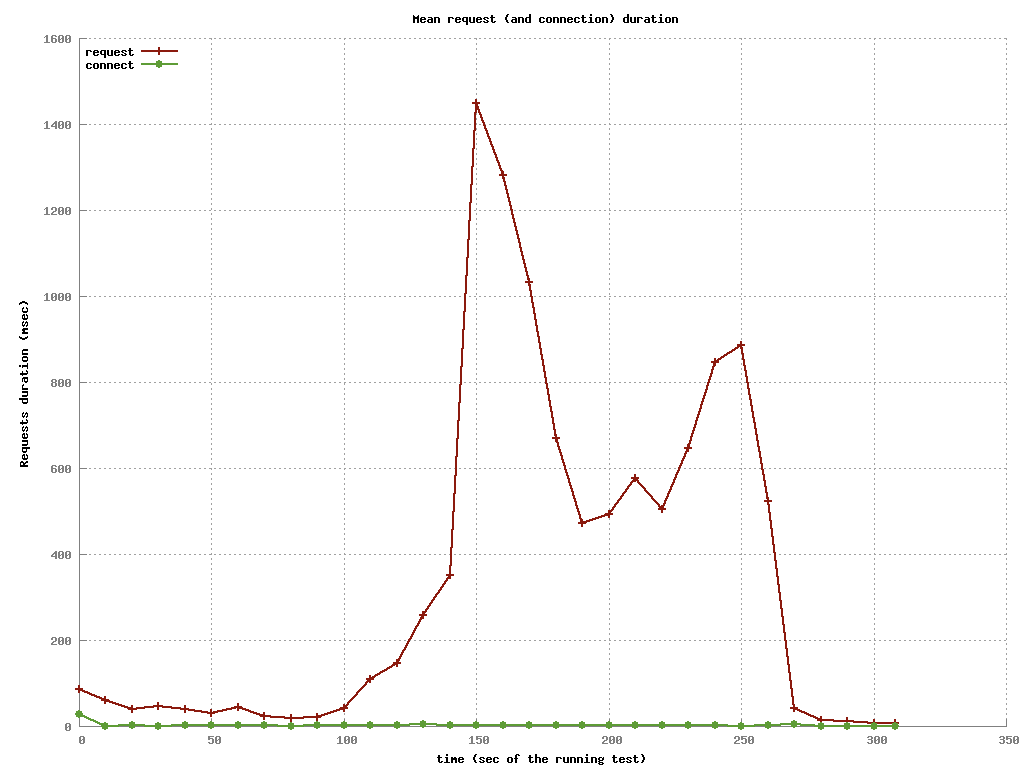 Mean request (and connection) duration
1600
request
connect
1400
1200
1000
800
600
400
200
0
Requests duration (msec)
0 50 100 150 200 250 300 350
time (sec of the running test)